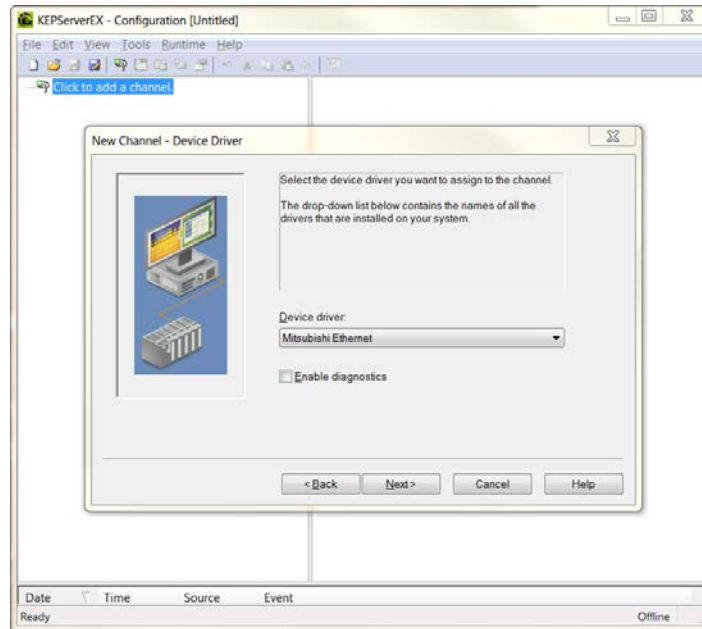 KEPServerEX - Configuration [Untitled]
File Edit View Tools Runtime Help
Click to add a channel.
New Channel - Device Driver
Select the device driver you want to assign to the channel.
The drop-down list below contains the names of all the
drivers that are installed on your system.
Device driver:
Mitsubishi Ethernet
Enable diagnostics
< Back Next > Cancel Help
Date Time Source Event
Ready Offline